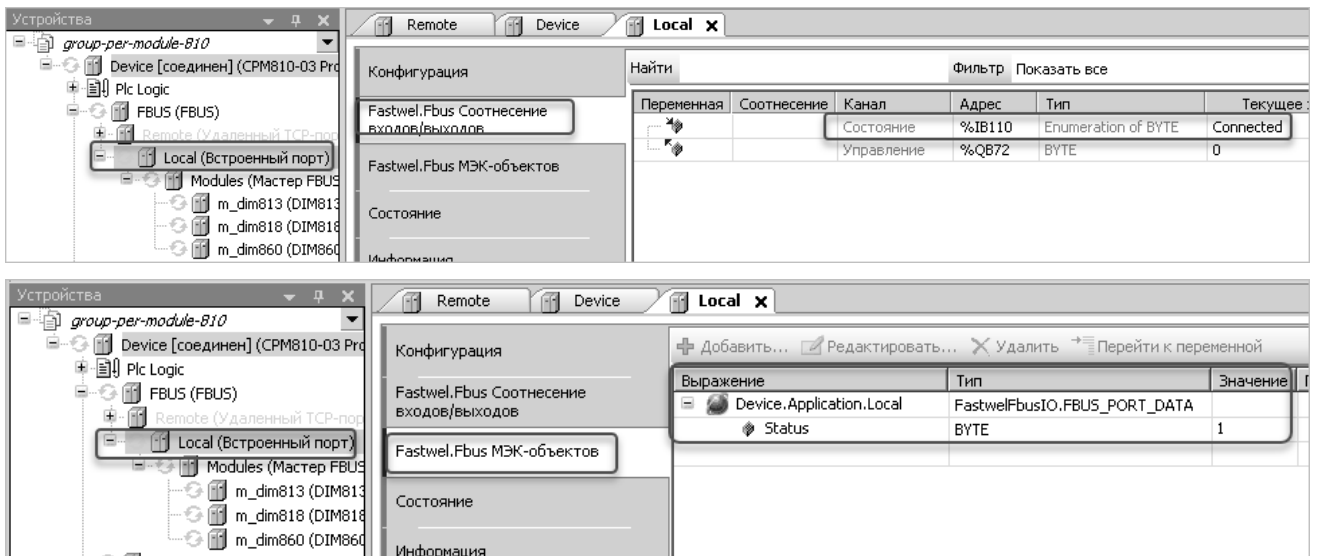 Устройства
group-per-module-810
Device [соединен] (CPM810-03 Pro
Plc Logic
FBUS (FBUS)
Remote (Удаленный TCP-пор
Local (Встроенный порт)
Modules (Мастер FBUS
m_dim813 (DIM813
m_dim818 (DIM818
m_dim860 (DIM860
Remote Device Local
Конфигурация
Fastwel.Fbus Соотнесение
входов/выходов
Fastwel.Fbus МЭК-объектов
Состояние
Информация
Найти Фильтр Показать все
Переменная Соотнесение Канал Адрес Тип Текущее з
Состояние %IB110 Enumeration of BYTE Connected
Управление %QB72 BYTE 0
Устройства
group-per-module-810
Device [соединен] (CPM810-03 Pro
Plc Logic
FBUS (FBUS)
Remote (Удаленный TCP-пор
Local (Встроенный порт)
Modules (Мастер FBUS
m_dim813 (DIM813
m_dim818 (DIM818
m_dim860 (DIM860
Remote Device Local
Конфигурация
Fastwel.Fbus Соотнесение
входов/выходов
Fastwel.Fbus МЭК-объектов
Состояние
Информация
Добавить... Редактировать... Удалить Перейти к переменной
Выражение Тип Значение
Device.Application.Local FastwelFbusIO.FBUS_PORT_DATA
Status BYTE 1